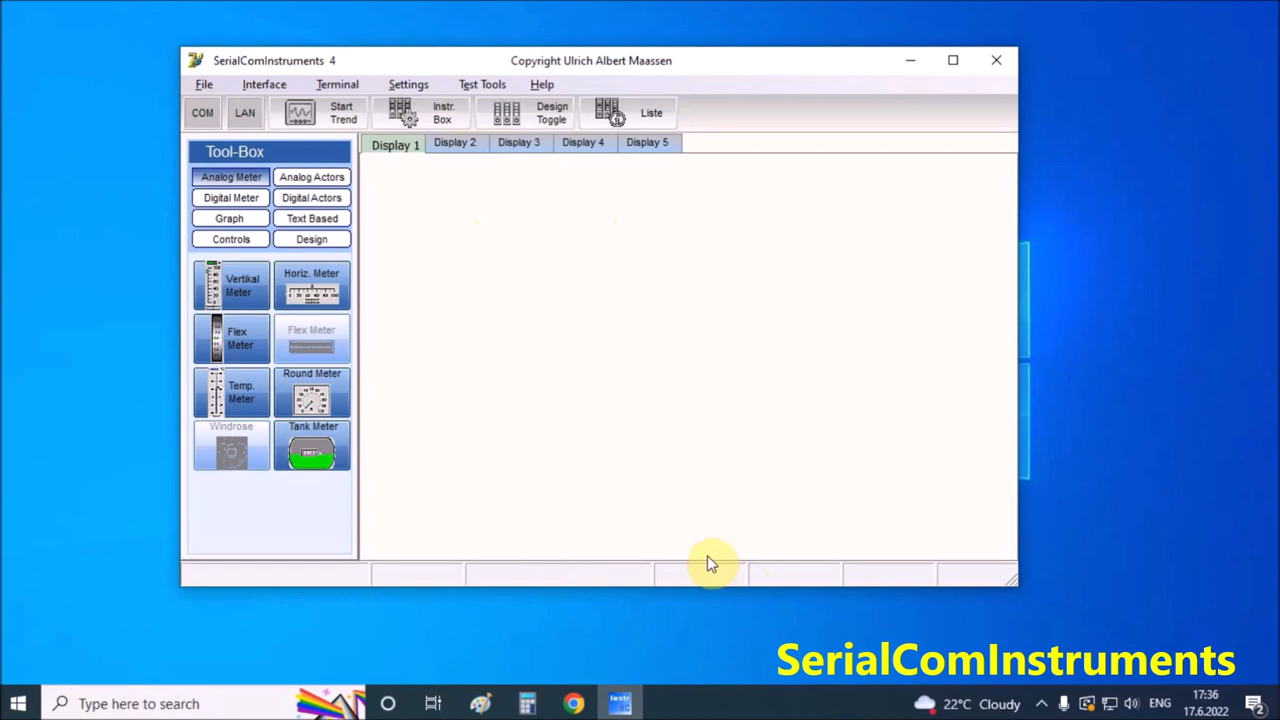 SerialComInstruments 4
Copyright Ulrich Albert Maassen
File Interface Terminal Settings Test Tools Help
COM LAN Start Trend Instr. Box Design Toggle Liste
Display 1 Display 2 Display 3 Display 4 Display 5
Tool-Box
Analog Meter Analog Actors
Digital Meter Digital Actors
Graph Text Based
Controls Design
Vertikal Meter Horiz. Meter
Flex Meter Flex Meter
Temp. Meter Round Meter
Windrose Tank Meter
SerialComInstruments
Type here to search
22°C Cloudy
ENG
17:36
17.6.2022
2